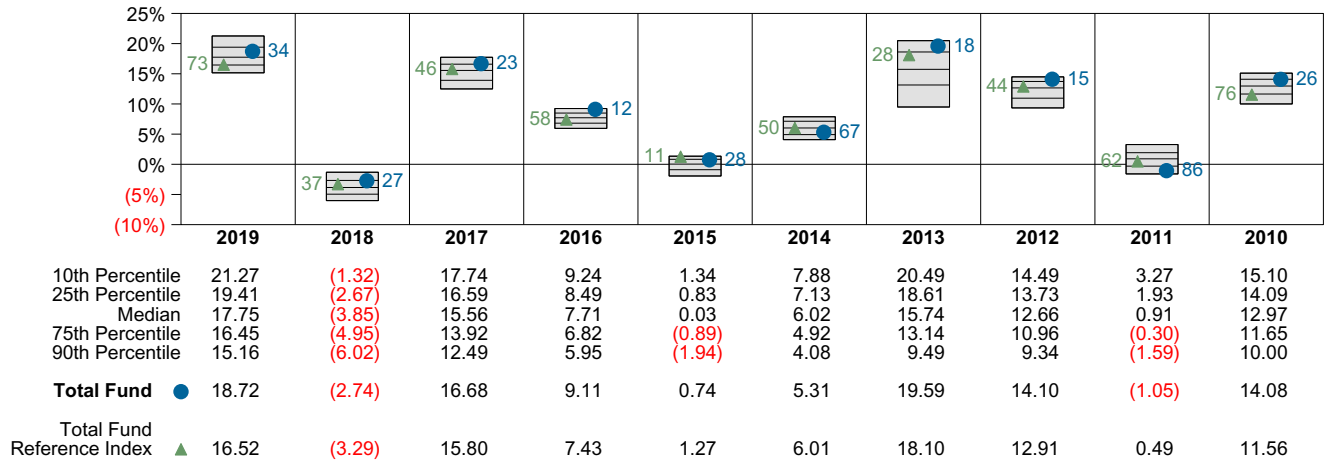 25%
20%
15%
10%
5%
0%
(5%)
(10%)
73 34
37 27
46 23
58 12
11 28
50 67
28 18
44 15
62 86
76 26
2019 2018 2017 2016 2015 2014 2013 2012 2011 2010
10th Percentile 21.27 (1.32) 17.74 9.24 1.34 7.88 20.49 14.49 3.27 15.10
25th Percentile 19.41 (2.67) 16.59 8.49 0.83 7.13 18.61 13.73 1.93 14.09
Median 17.75 (3.85) 15.56 7.71 0.03 6.02 15.74 12.66 0.91 12.97
75th Percentile 16.45 (4.95) 13.92 6.82 (0.89) 4.92 13.14 10.96 (0.30) 11.65
90th Percentile 15.16 (6.02) 12.49 5.95 (1.94) 4.08 9.49 9.34 (1.59) 10.00
Total Fund 18.72 (2.74) 16.68 9.11 0.74 5.31 19.59 14.10 (1.05) 14.08
Total Fund
Reference Index 16.52 (3.29) 15.80 7.43 1.27 6.01 18.10 12.91 0.49 11.56